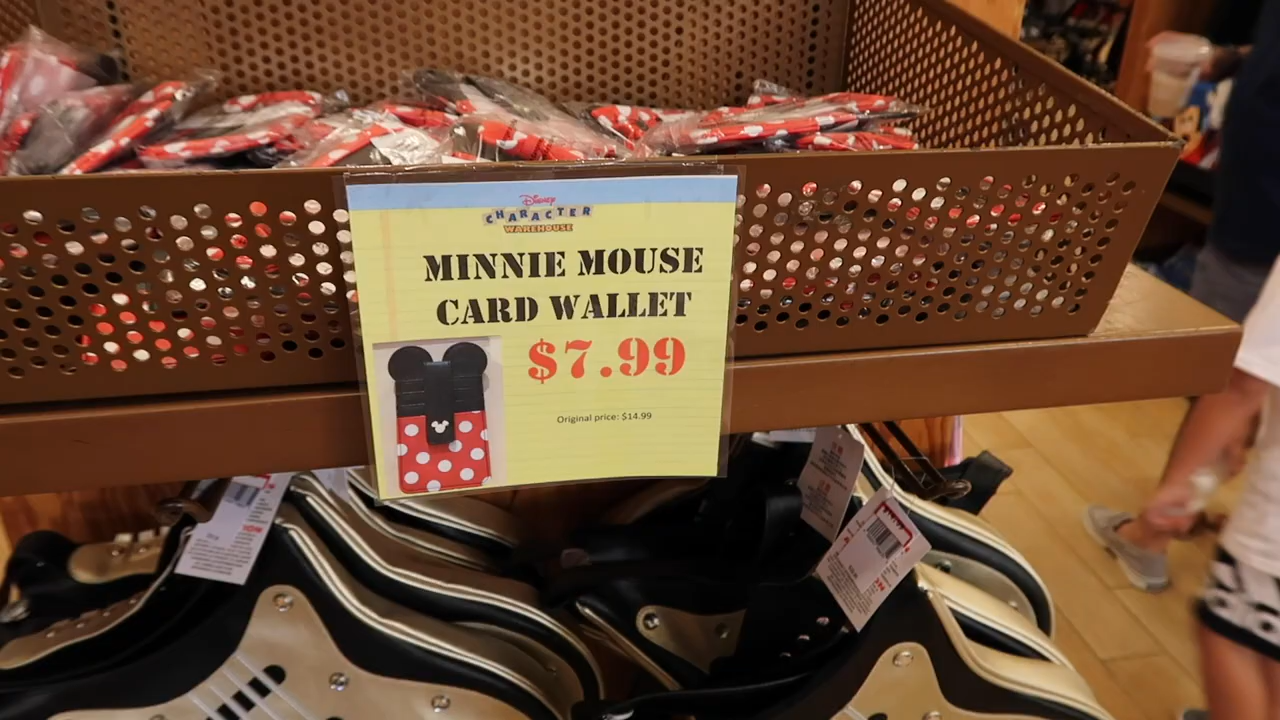 Disney
CHARACTER
WAREHOUSE
MINNIE MOUSE
CARD WALLET
$7.99
Original price: $14.99